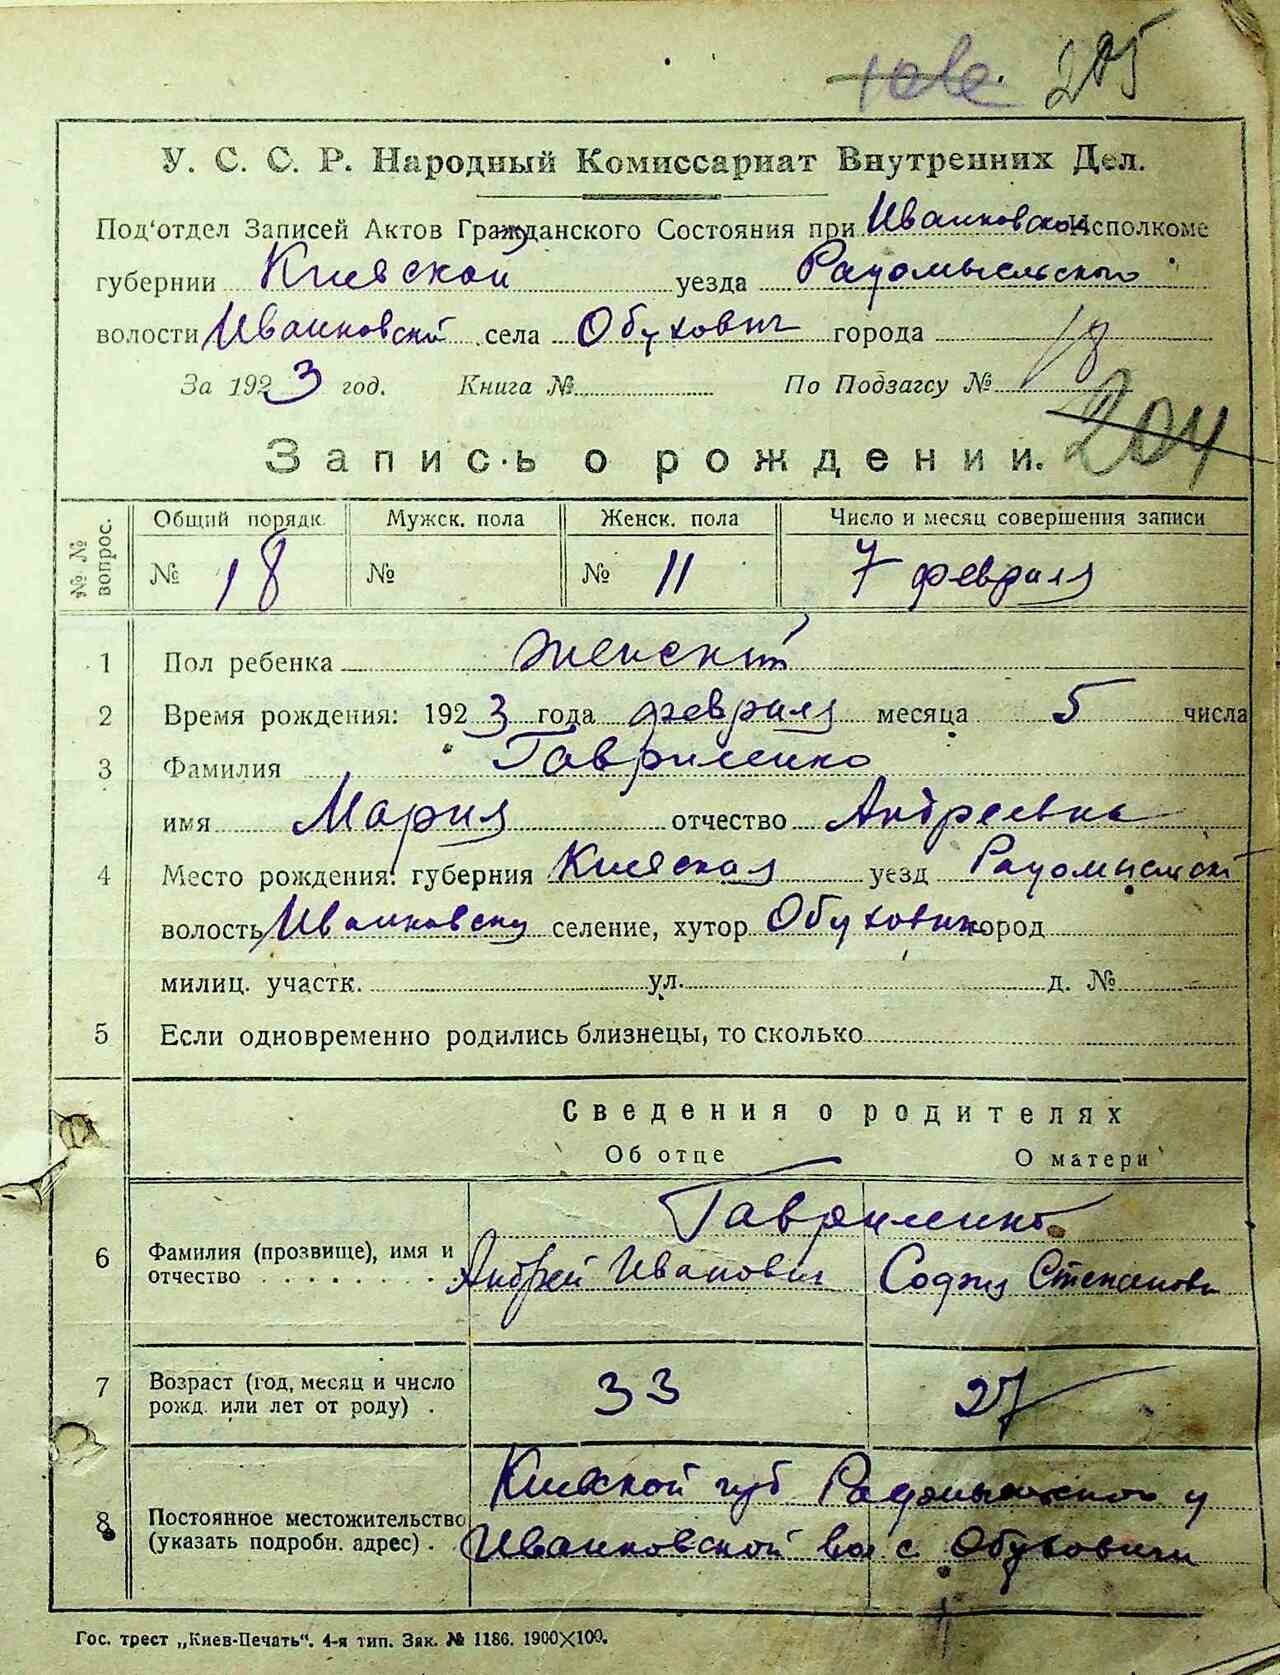 205
У. С. С. Р. Народный Комиссариат Внутренних Дел.
Под'отдел Записей Актов Гражданского Состояния при Иванковском Исполкоме
губернии Киевской уезда Радомысельского
волости Иванковской села Обуховичи города
За 1923 год. Книга № По Подзагсу № 18
204
Запись о рождении.
№ № вопрос. Общий порядк. Мужск. пола Женск. пола Число и месяц совершения записи
№ 18 № № 11 7 февраля
1 Пол ребенка Женский
2 Время рождения: 1923 года февраля месяца 5 числа
3 Фамилия Гавриленко
имя Мария отчество Андреевна
4 Место рождения: губерния Киевская уезд Радомысльский
волость Иванковская селение, хутор Обуховичи город
милиц. участк. ул. д. №
5 Если одновременно родились близнецы, то сколько
Сведения о родителях
Об отце О матери
Гавриленко
6 Фамилия (прозвище), имя и отчество Андрей Иванович София Степановна
7 Возраст (год, месяц и число рожд. или лет от роду) 33 27
8 Постоянное местожительство (указать подробн. адрес) Киевской губ Радомысльского у
Иванковской вол с. Обуховичи
Гос. трест „Киев-Печать“. 4-я тип. Зак. № 1186. 1900×100.